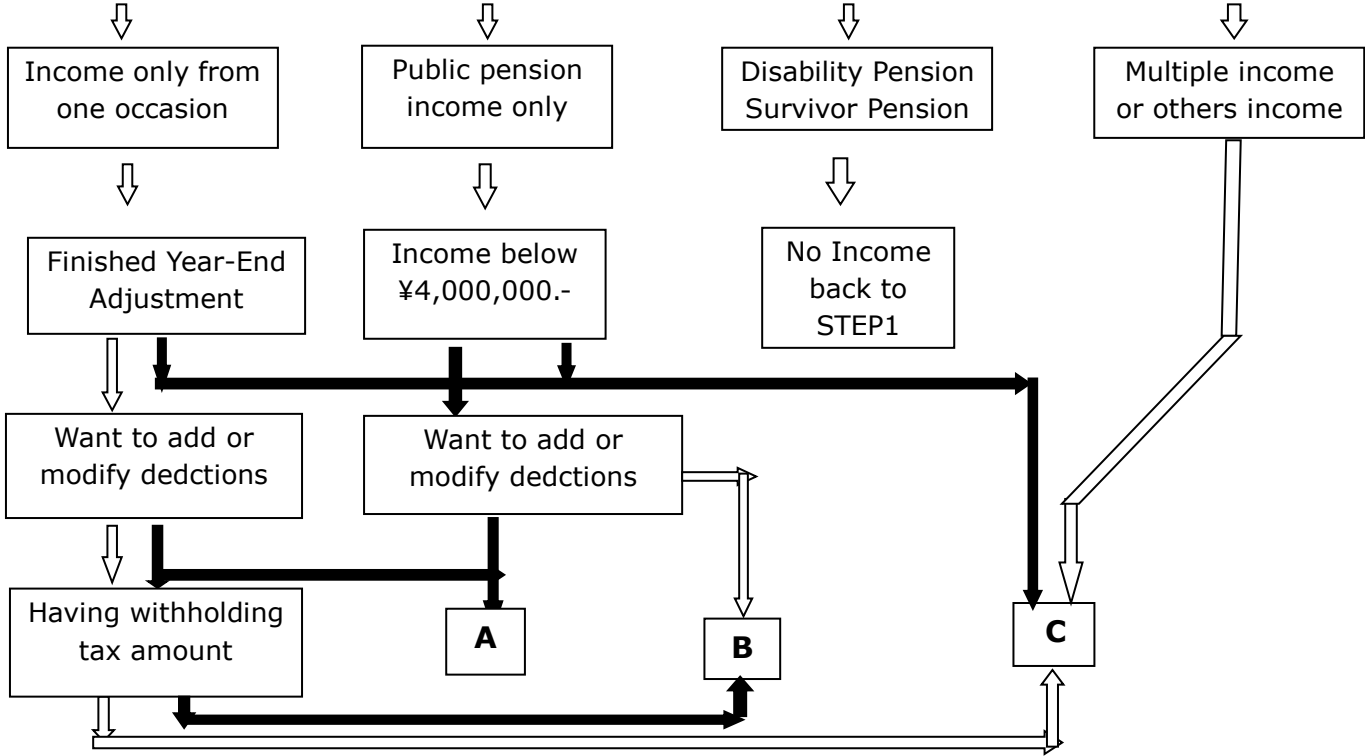 Income only from
one occasion
Public pension
income only
Disability Pension
Survivor Pension
Multiple income
or others income
Finished Year-End
Adjustment
Income below
¥4,000,000.-
No Income
back to
STEP1
Want to add or
modify dedctions
Want to add or
modify dedctions
Having withholding
tax amount
A
B
C